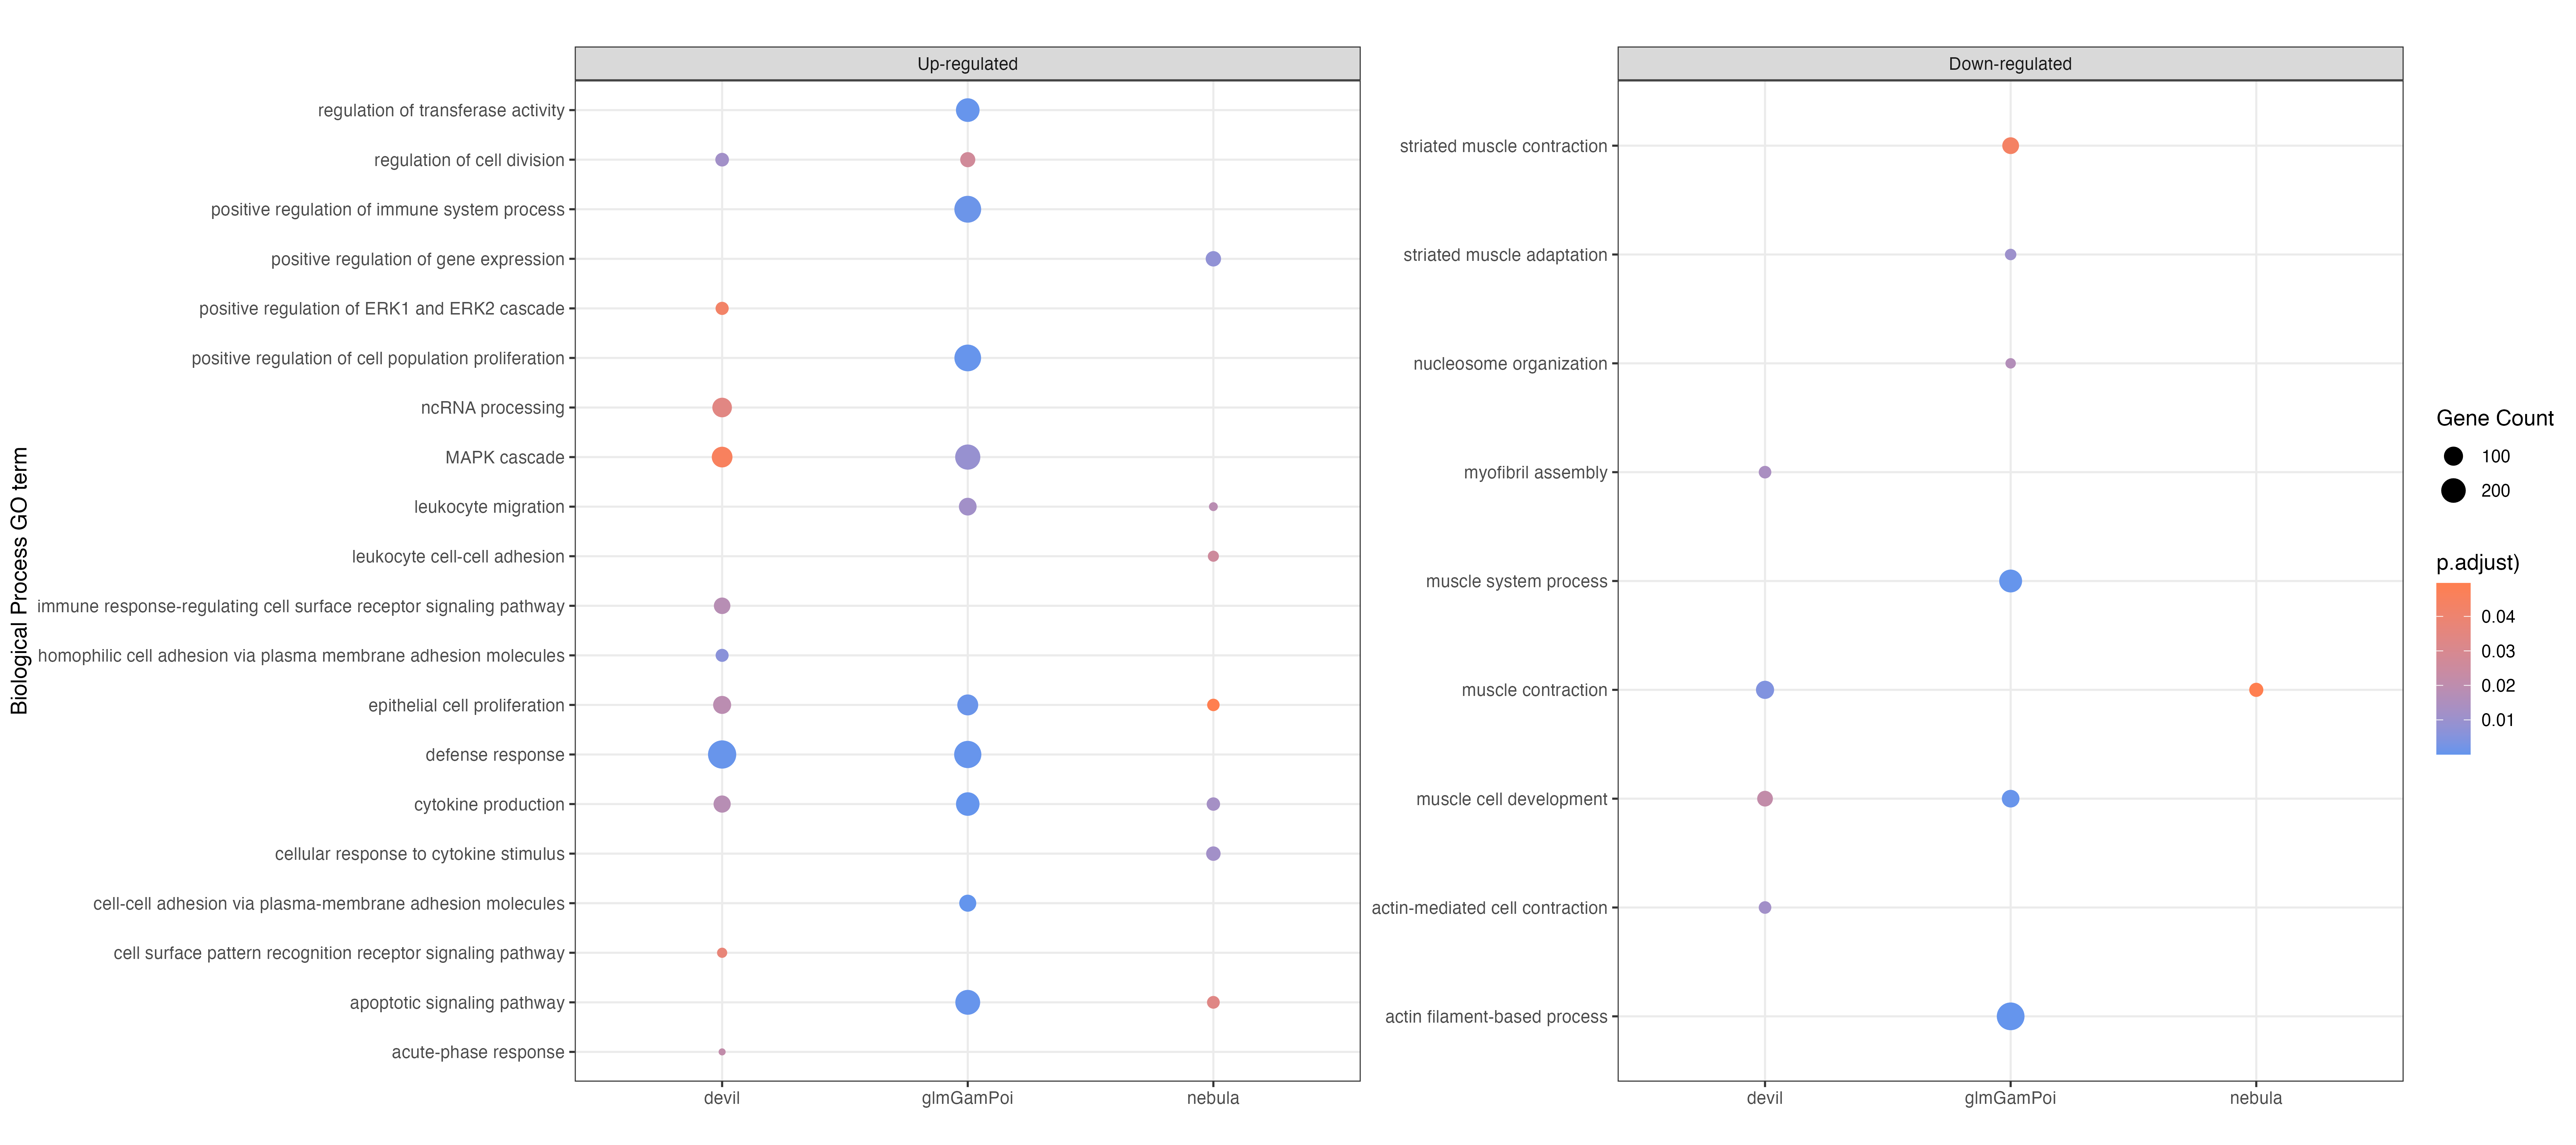 Up-regulated
Down-regulated
Biological Process GO term
regulation of transferase activity
regulation of cell division
positive regulation of immune system process
positive regulation of gene expression
positive regulation of ERK1 and ERK2 cascade
positive regulation of cell population proliferation
ncRNA processing
MAPK cascade
leukocyte migration
leukocyte cell-cell adhesion
immune response-regulating cell surface receptor signaling pathway
homophilic cell adhesion via plasma membrane adhesion molecules
epithelial cell proliferation
defense response
cytokine production
cellular response to cytokine stimulus
cell-cell adhesion via plasma-membrane adhesion molecules
cell surface pattern recognition receptor signaling pathway
apoptotic signaling pathway
acute-phase response
devil
glmGamPoi
nebula
striated muscle contraction
striated muscle adaptation
nucleosome organization
myofibril assembly
muscle system process
muscle contraction
muscle cell development
actin-mediated cell contraction
actin filament-based process
devil
glmGamPoi
nebula
Gene Count
100
200
p.adjust)
0.04
0.03
0.02
0.01